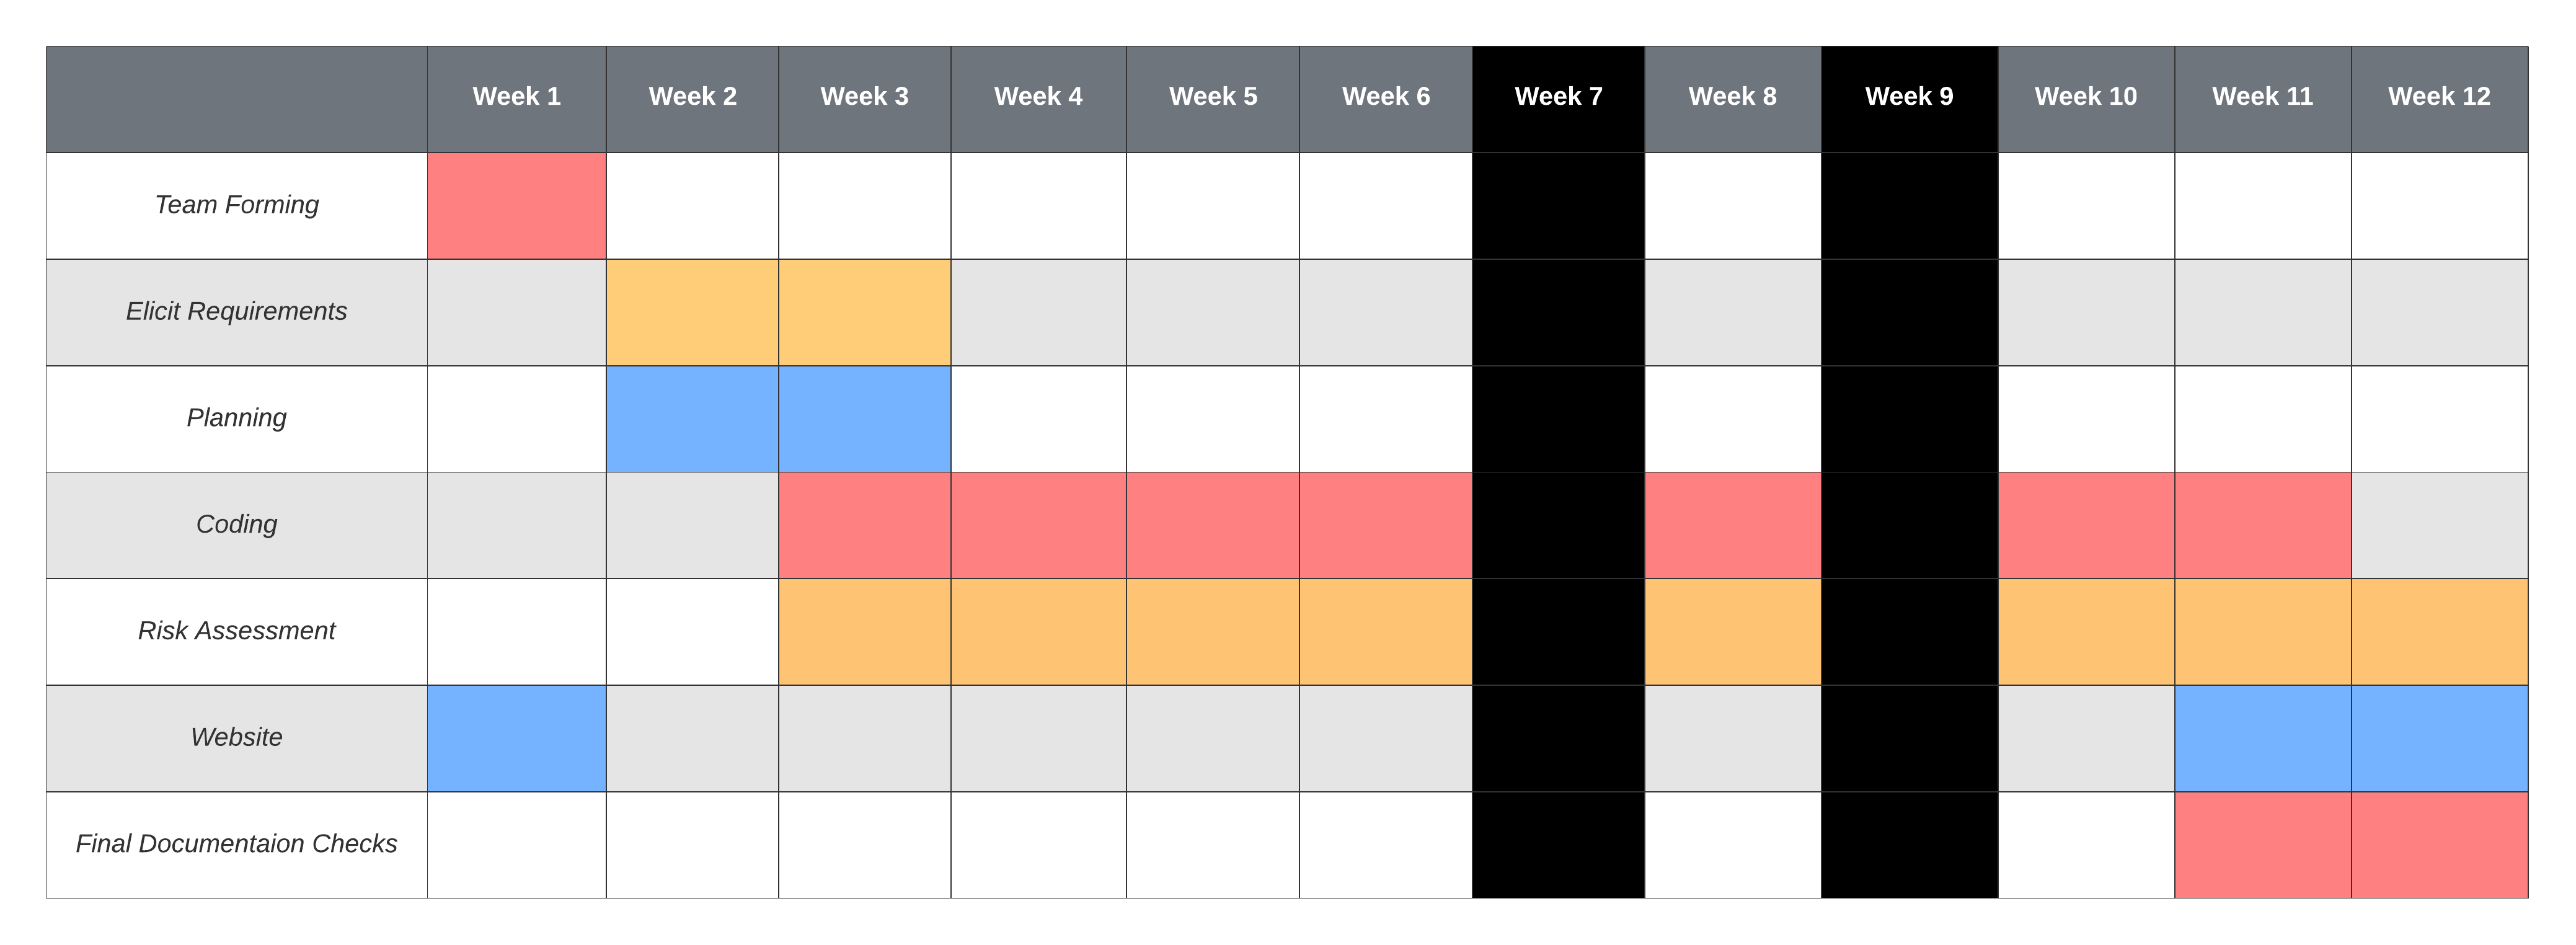 Week 1 Week 2 Week 3 Week 4 Week 5 Week 6 Week 7 Week 8 Week 9 Week 10 Week 11 Week 12
Team Forming
Elicit Requirements
Planning
Coding
Risk Assessment
Website
Final Documentaion Checks